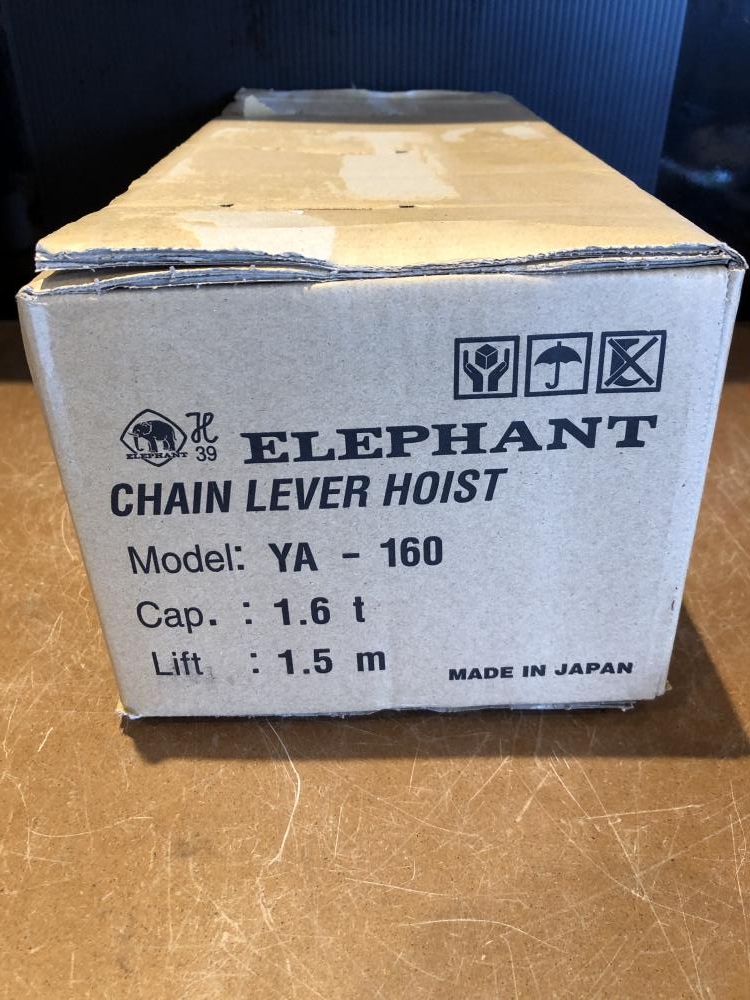 ELEPHANT
H
39
ELEPHANT
CHAIN LEVER HOIST
Model: YA - 160
Cap. : 1.6 t
Lift : 1.5 m
MADE IN JAPAN